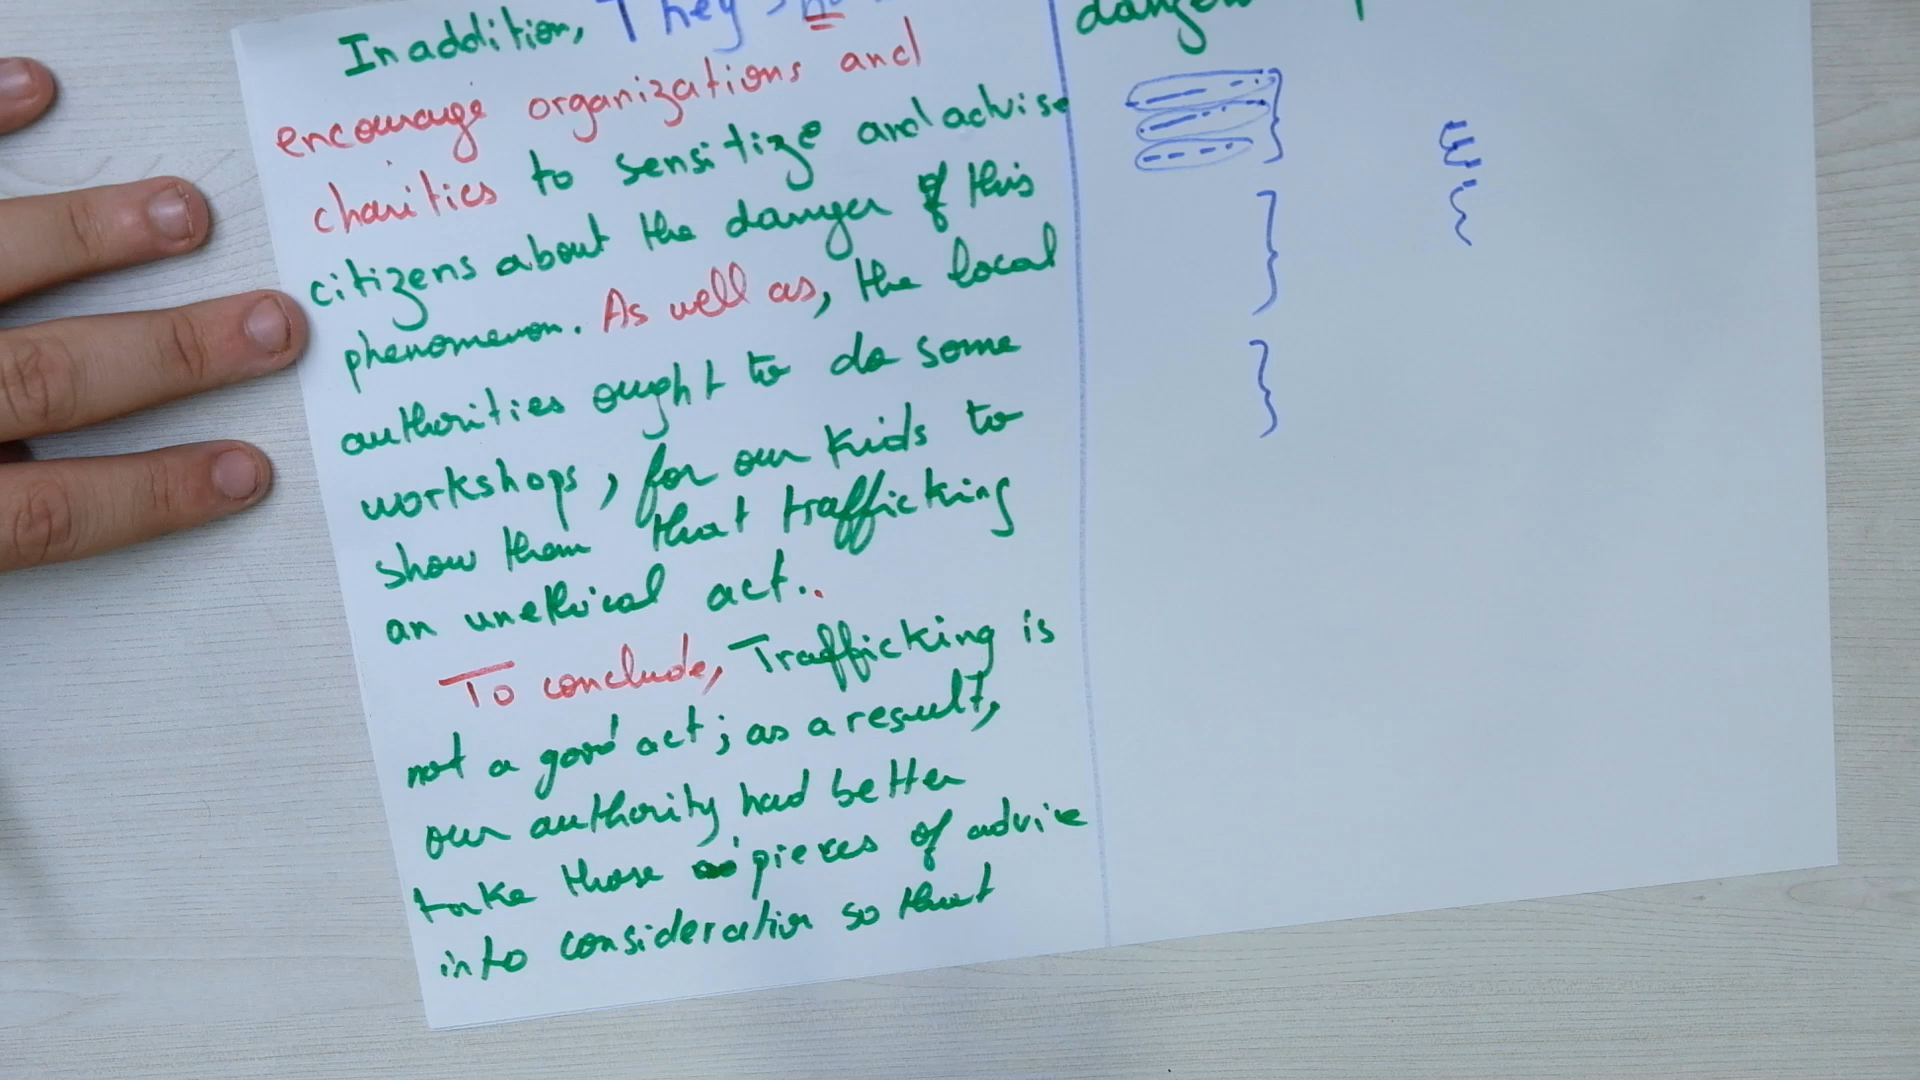 In addition, They
encourage organizations and
charities to sensitize and advise
citizens about the danger of this
phenomenon. As well as, the local
authorities ought to do some
workshops, for our kids to
show them that trafficking
an unethical act..
To conclude, Trafficking is
not a good act; as a result,
our authority had better
take those pieces of advice
into consideration so that